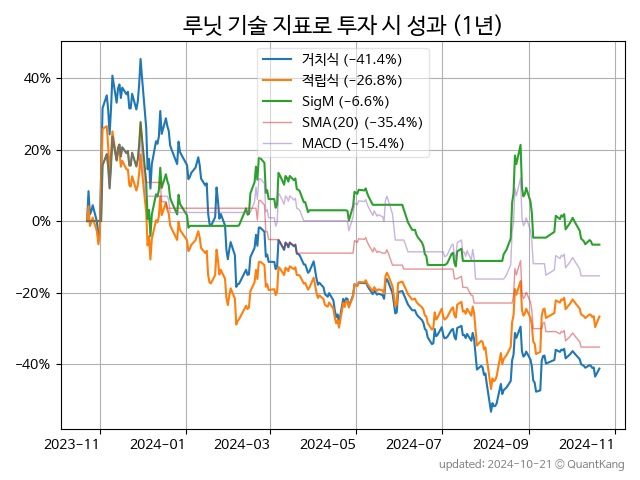 루닛 기술 지표로 투자 시 성과 (1년)
거치식 (−41.4%)
적립식 (−26.8%)
SigM (−6.6%)
SMA(20) (−35.4%)
MACD (−15.4%)
40%
20%
0%
−20%
−40%
2023-11 2024-01 2024-03 2024-05 2024-07 2024-09 2024-11
updated: 2024-10-21 © QuantKang